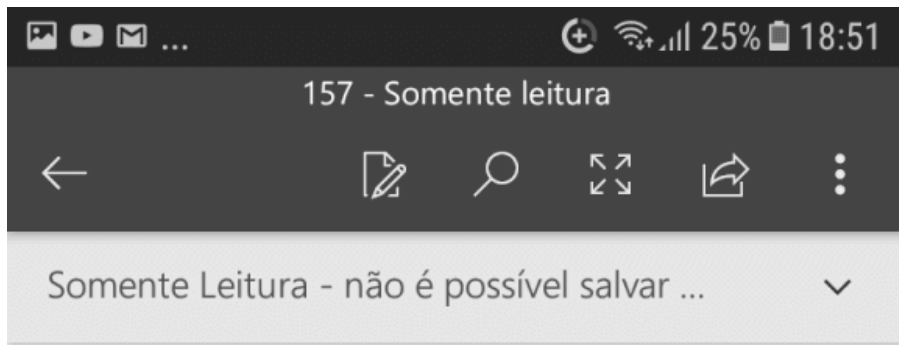 ... 25% 18:51
157 - Somente leitura
Somente Leitura - não é possível salvar ...